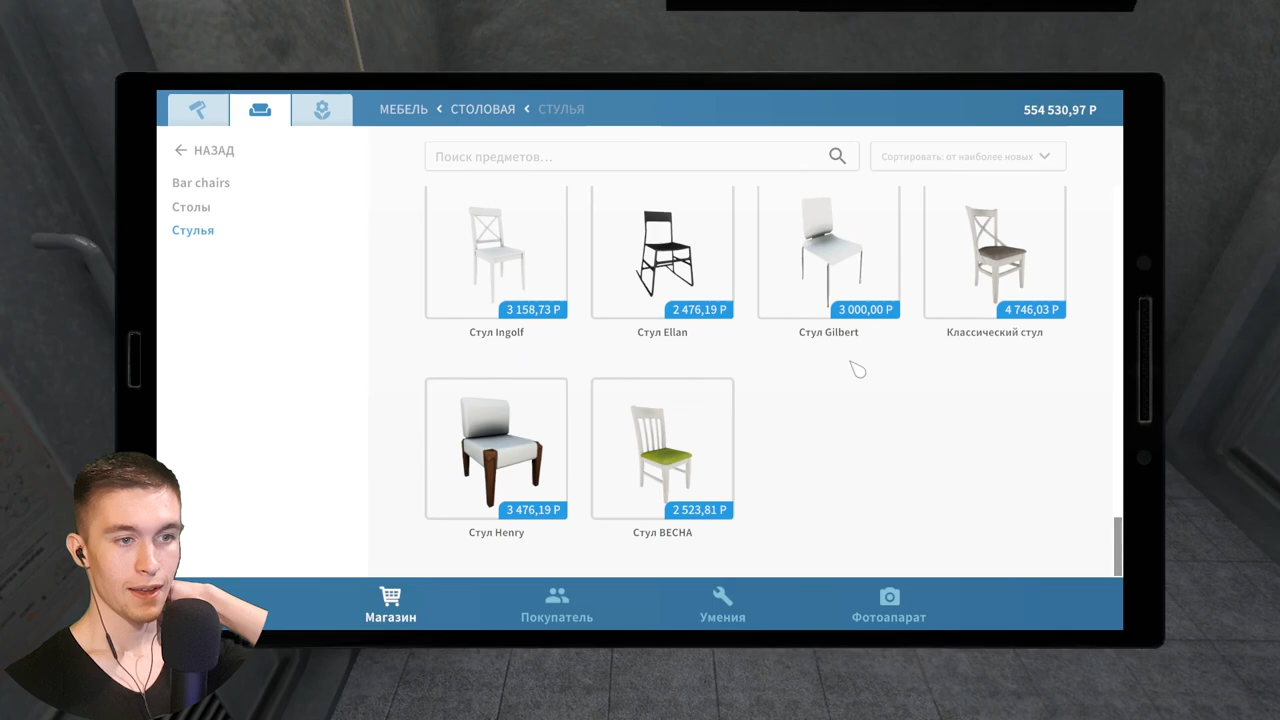 МЕБЕЛЬ < СТОЛОВАЯ < СТУЛЬЯ
554 530,97 Р
НАЗАД
Bar chairs
Столы
Стулья
Поиск предметов...
Сортировать: от наиболее новых
3 158,73 Р
2 476,19 Р
3 000,00 Р
4 746,03 Р
Стул Ingolf
Стул Ellan
Стул Gilbert
Классический стул
3 476,19 Р
2 523,81 Р
Стул Henry
Стул ВЕСНА
Магазин
Покупатель
Умения
Фотоапарат